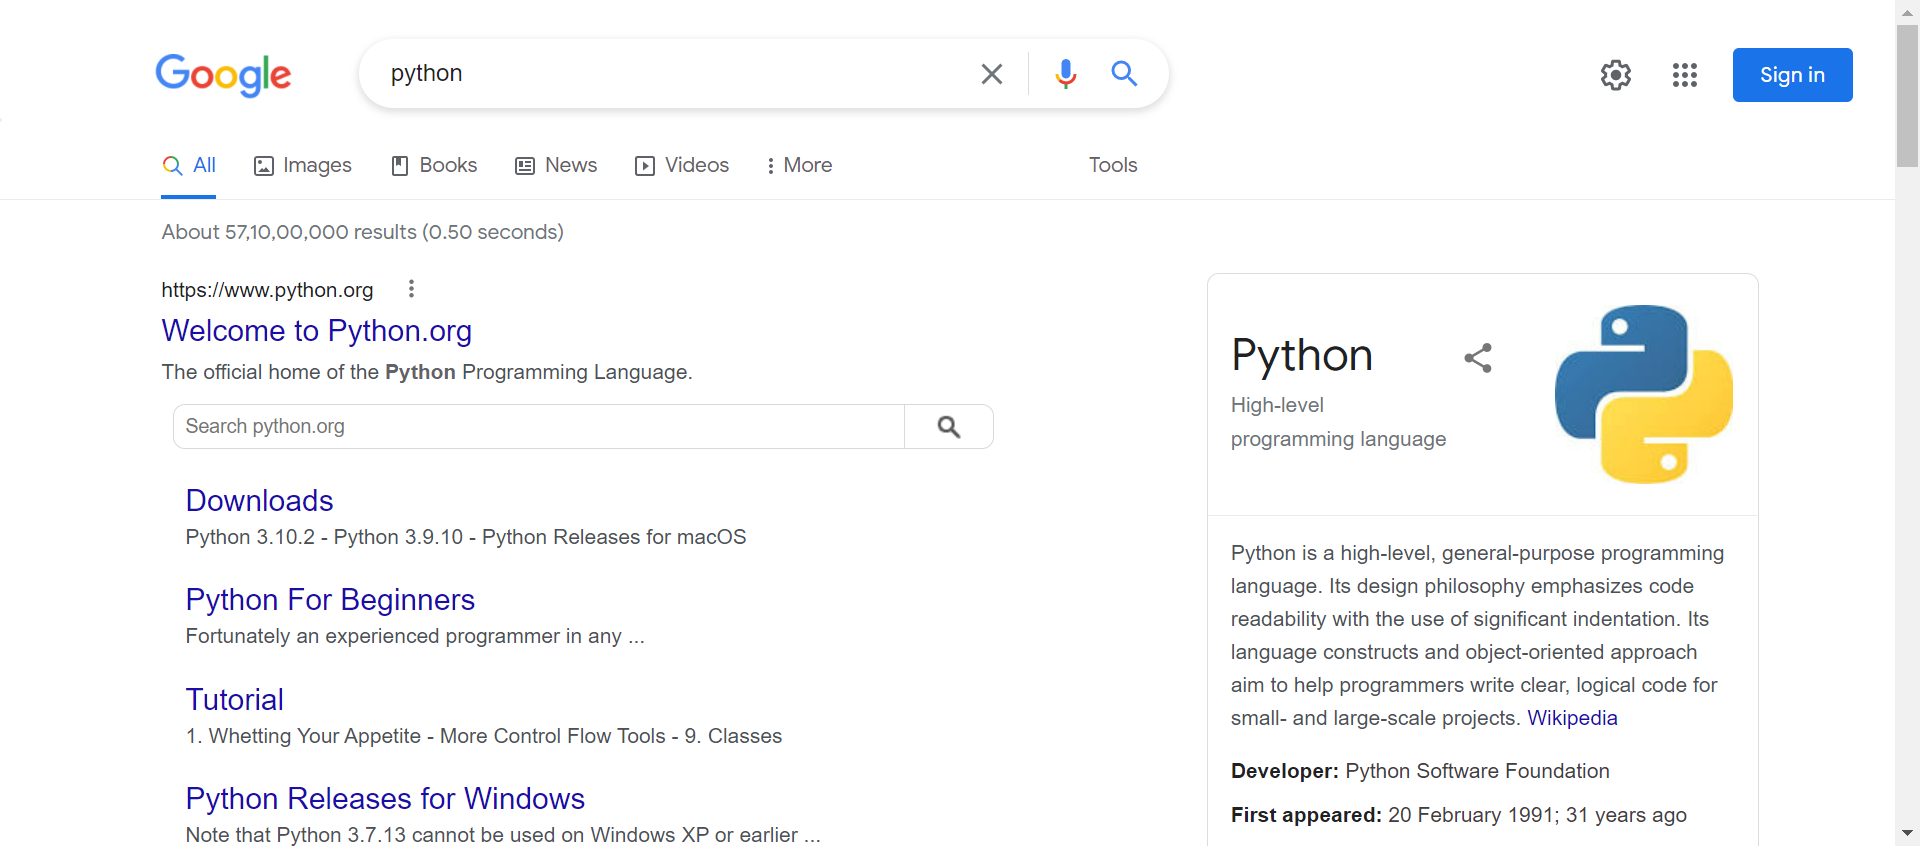 Google
python
Sign in
All
Images
Books
News
Videos
More
Tools
About 57,10,00,000 results (0.50 seconds)
https://www.python.org
Welcome to Python.org
The official home of the Python Programming Language.
Search python.org
Downloads
Python 3.10.2 - Python 3.9.10 - Python Releases for macOS
Python For Beginners
Fortunately an experienced programmer in any ...
Tutorial
1. Whetting Your Appetite - More Control Flow Tools - 9. Classes
Python Releases for Windows
Note that Python 3.7.13 cannot be used on Windows XP or earlier ...
Python
High-level
programming language
Python is a high-level, general-purpose programming
language. Its design philosophy emphasizes code
readability with the use of significant indentation. Its
language constructs and object-oriented approach
aim to help programmers write clear, logical code for
small- and large-scale projects. Wikipedia
Developer: Python Software Foundation
First appeared: 20 February 1991; 31 years ago